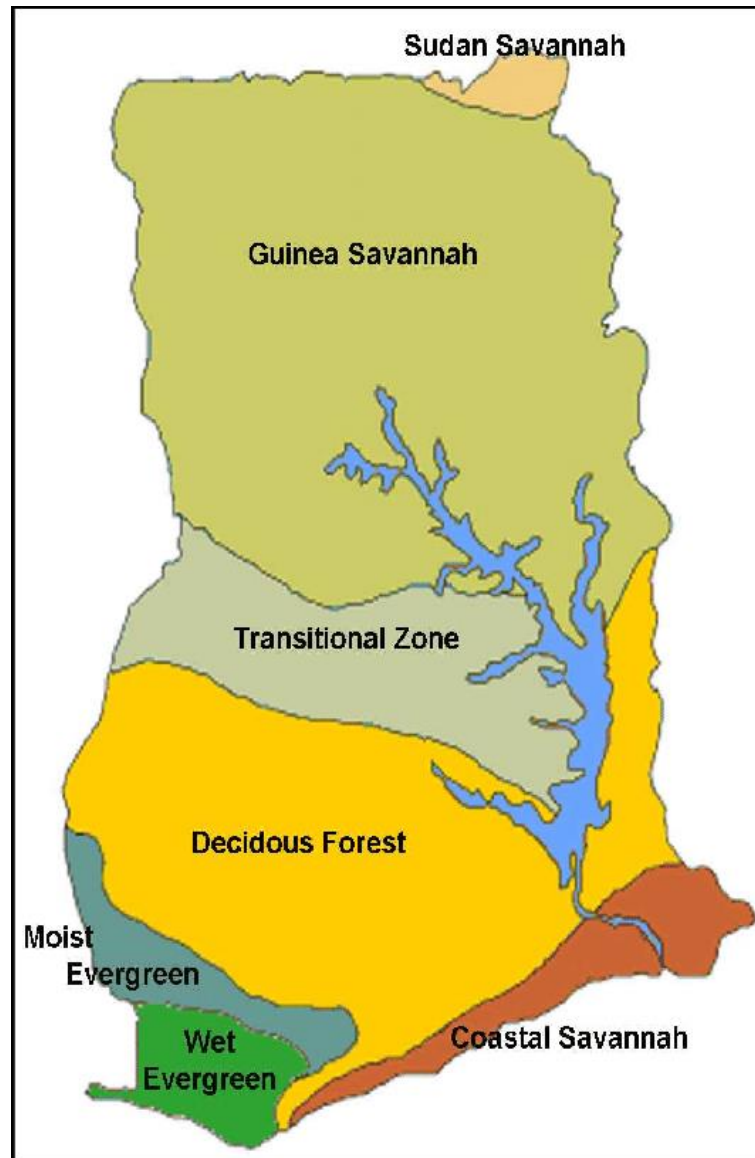 Sudan Savannah
Guinea Savannah
Transitional Zone
Decidous Forest
Moist
Evergreen
Wet
Evergreen
Coastal Savannah